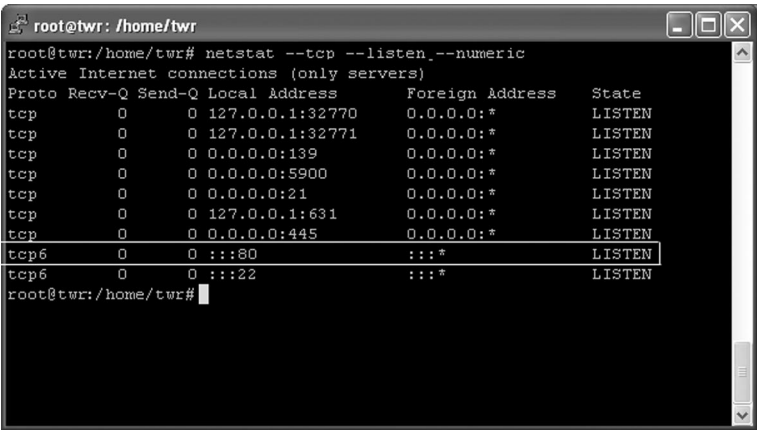 root@twr: /home/twr
root@twr:/home/twr# netstat --tcp --listen --numeric
Active Internet connections (only servers)
Proto Recv-Q Send-Q Local Address Foreign Address State
tcp 0 0 127.0.0.1:32770 0.0.0.0:* LISTEN
tcp 0 0 127.0.0.1:32771 0.0.0.0:* LISTEN
tcp 0 0 0.0.0.0:139 0.0.0.0:* LISTEN
tcp 0 0 0.0.0.0:5900 0.0.0.0:* LISTEN
tcp 0 0 0.0.0.0:21 0.0.0.0:* LISTEN
tcp 0 0 127.0.0.1:631 0.0.0.0:* LISTEN
tcp 0 0 0.0.0.0:445 0.0.0.0:* LISTEN
tcp6 0 0 :::80 :::* LISTEN
tcp6 0 0 :::22 :::* LISTEN
root@twr:/home/twr#